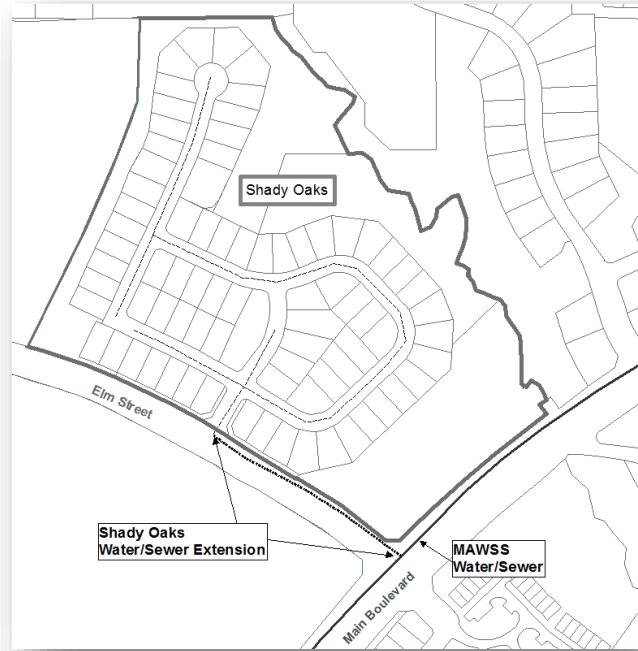 Shady Oaks
Elm Street
Shady Oaks
Water/Sewer Extension
MAWSS
Water/Sewer
Main Boulevard